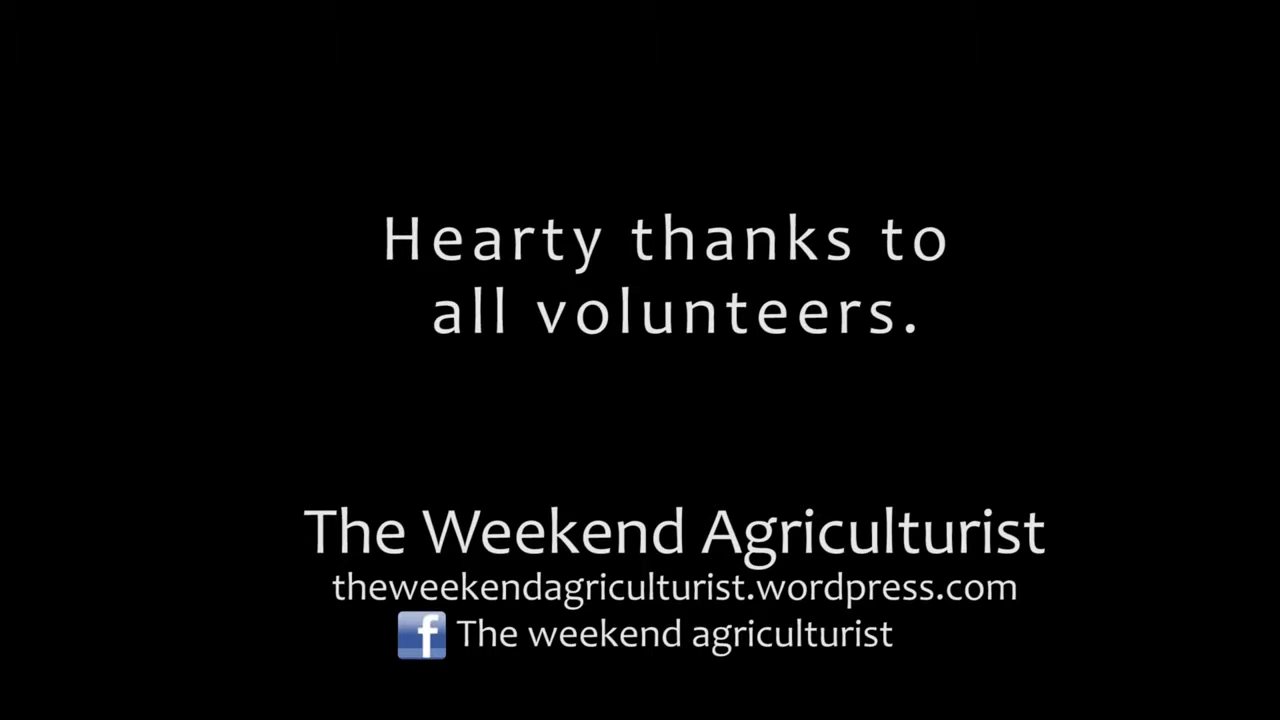 Hearty thanks to
all volunteers.
The Weekend Agriculturist
theweekendagriculturist.wordpress.com
f The weekend agriculturist